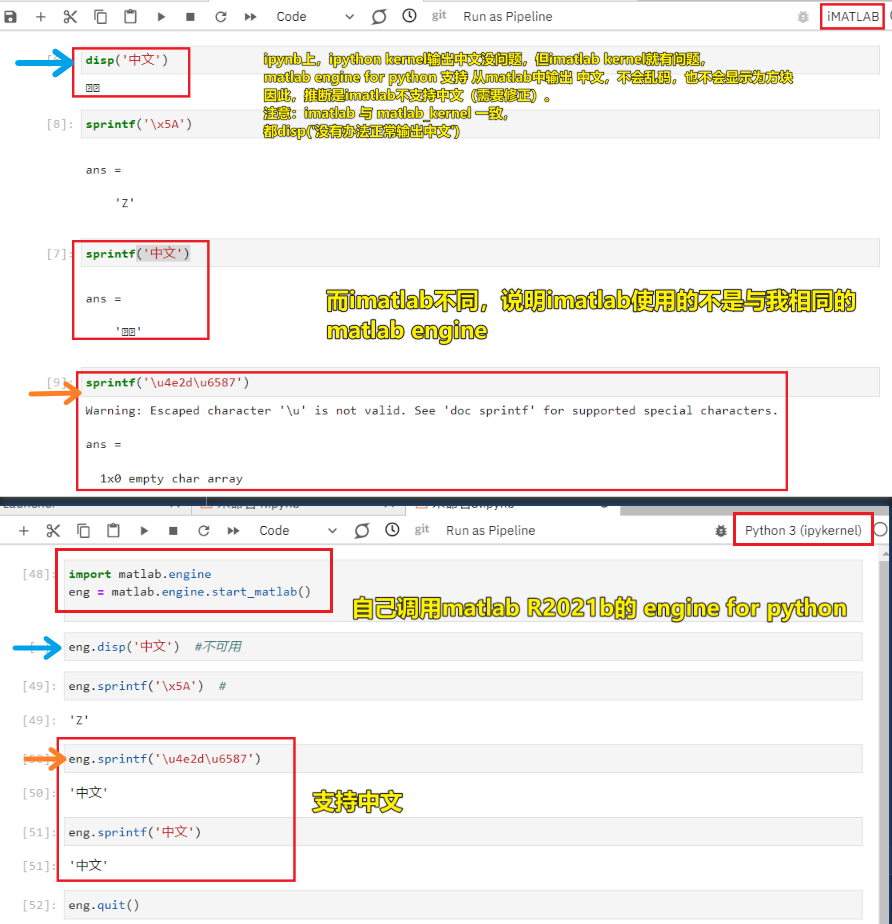 Code
git
Run as Pipeline
iMATLAB
disp('中文')
ipynb上，ipython kernel输出中文没问题，但imatlab kernel就有问题，
matlab engine for python 支持 从matlab中输出 中文，不会乱码，也不会显示为方块
因此，推断是imatlab不支持中文（需要修正）.
注意：imatlab 与 matlab_kernel 一致，
都disp("没有办法正常输出中文")
[8]: sprintf('\x5A')
ans =
'Z'
[7]: sprintf('中文')
ans =
而imatlab不同，说明imatlab使用的不是与我相同的
matlab engine
[9]: sprintf('\u4e2d\u6587')
Warning: Escaped character '\u' is not valid. See 'doc sprintf' for supported special characters.
ans =
1x0 empty char array
Code
git
Run as Pipeline
Python 3 (ipykernel)
[48]: import matlab.engine
eng = matlab.engine.start_matlab()
自己调用matlab R2021b的 engine for python
eng.disp('中文') #不可用
[49]: eng.sprintf('\x5A') #
[49]: 'Z'
[50]: eng.sprintf('\u4e2d\u6587')
[50]: '中文'
支持中文
[51]: eng.sprintf('中文')
[51]: '中文'
[52]: eng.quit()